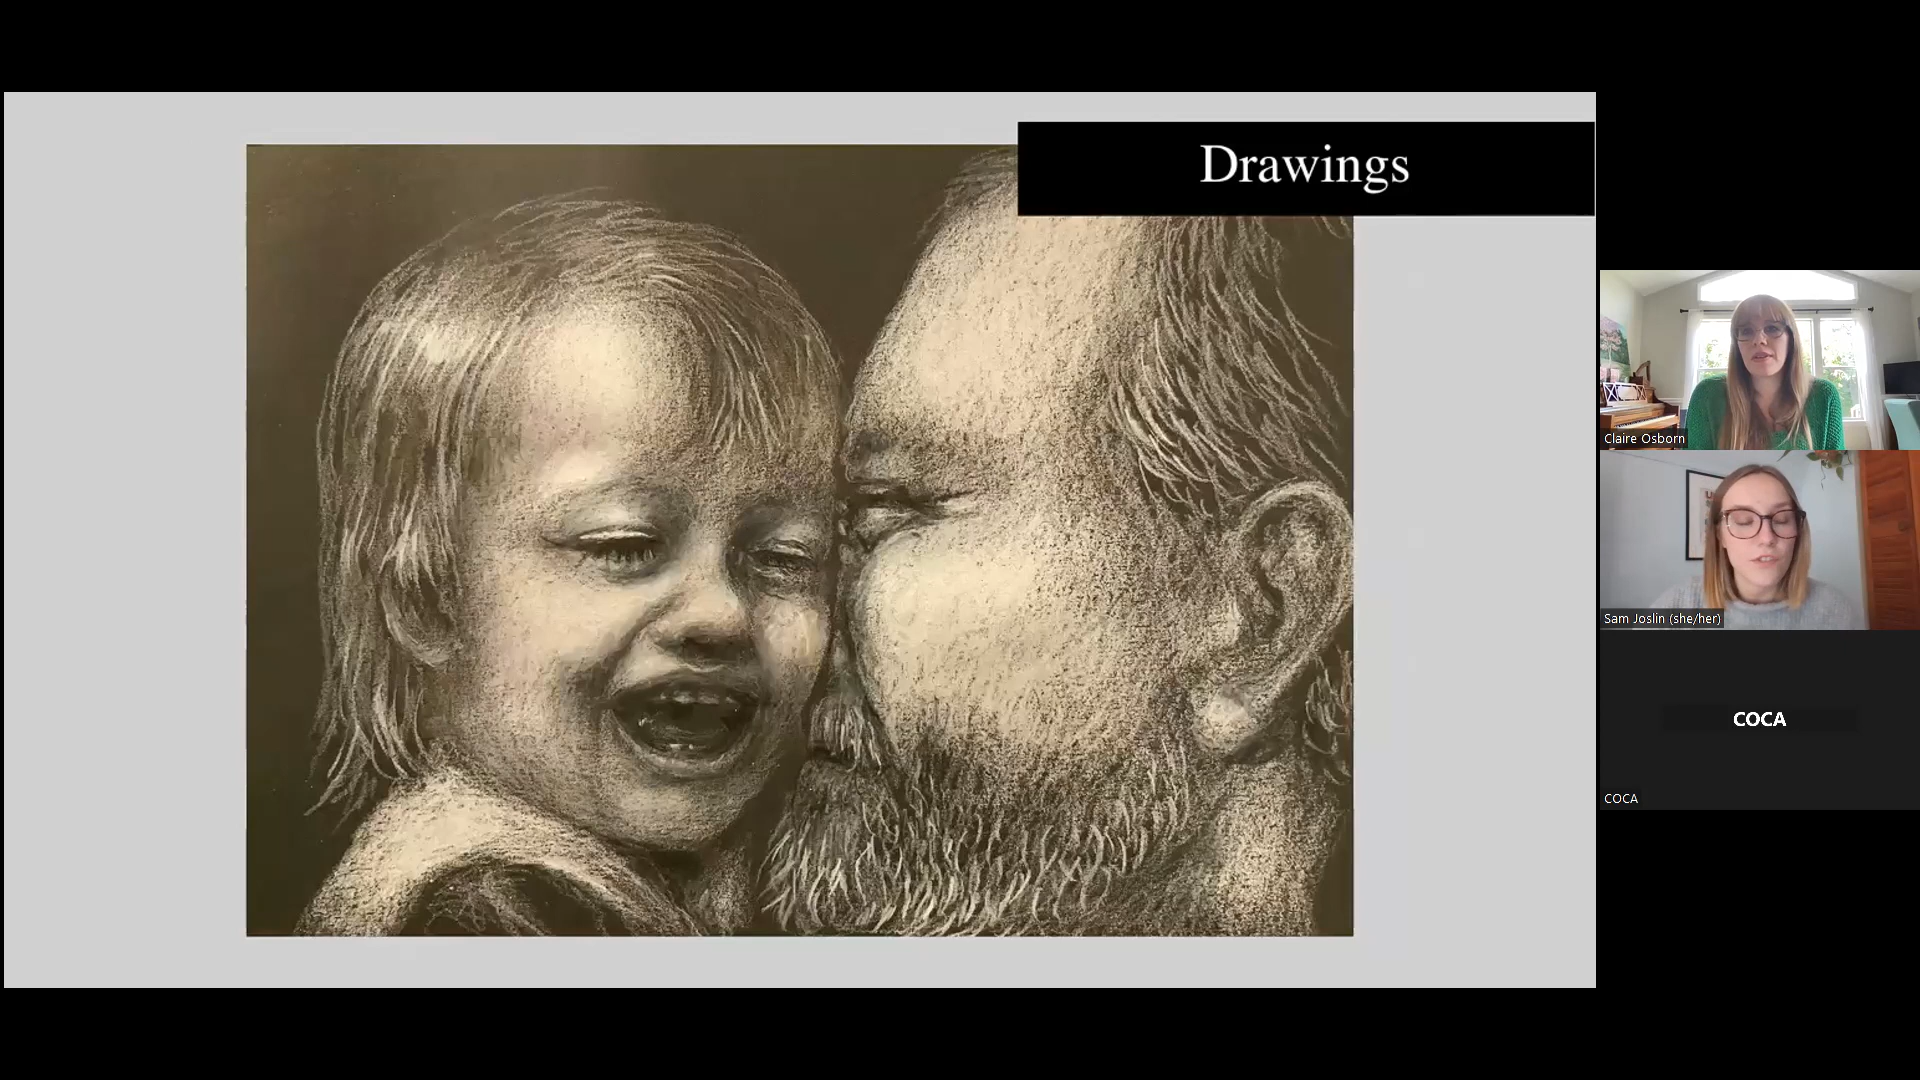 Drawings
Claire Osborn
Sam Joslin (she/her)
COCA
COCA